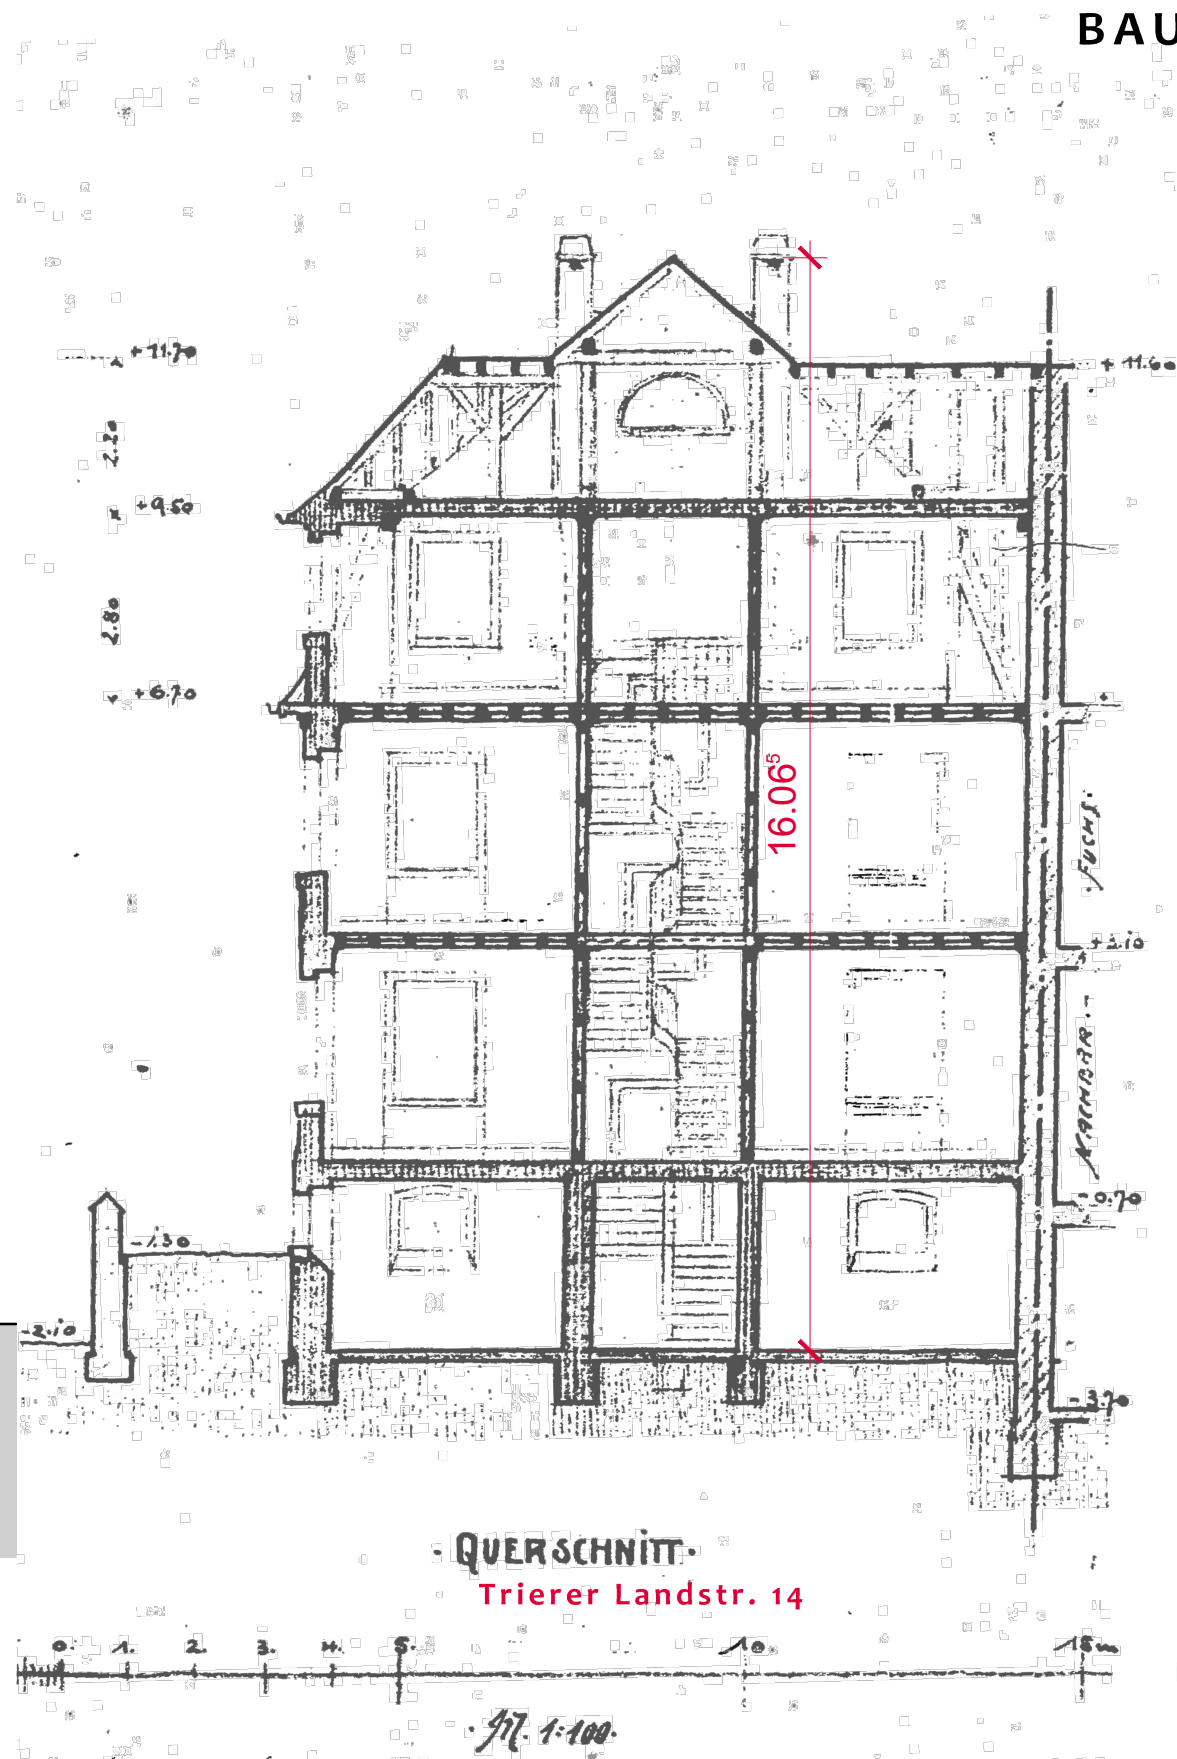 BAU
+11.70
+ 11.60
2.20
+9.50
2.80
+6.70
16.06⁵
FUCHS.
+2.10
-0.70
-1.30
-2.10
-3.70
·QUERSCHNITT·
Trierer Landstr. 14
0. 1. 2. 3. 4. 5. 10 15m
·M. 1:100·